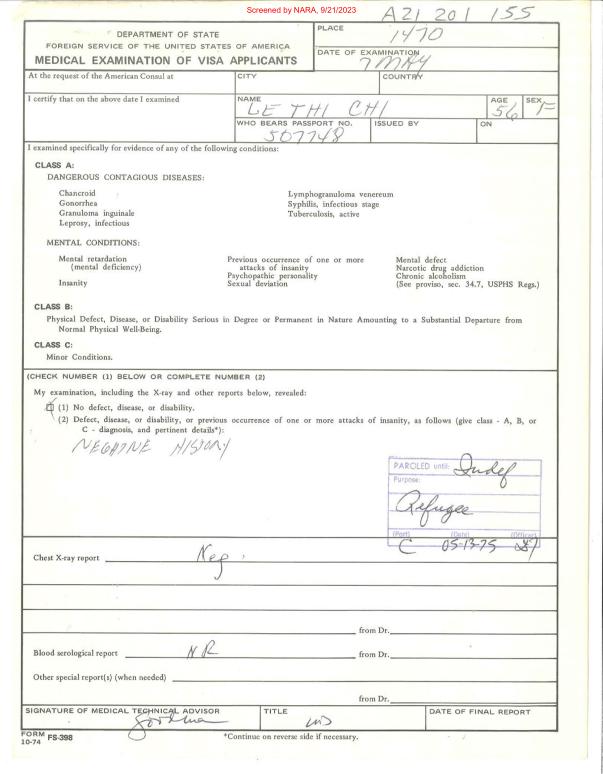 Screened by NARA, 9/21/2023
A21 201 155
DEPARTMENT OF STATE
FOREIGN SERVICE OF THE UNITED STATES OF AMERICA
MEDICAL EXAMINATION OF VISA APPLICANTS
PLACE
1470
DATE OF EXAMINATION
7 MAY
At the request of the American Consul at
CITY
COUNTRY
I certify that on the above date I examined
NAME
LE THI CHI
AGE
56
SEX
F
WHO BEARS PASSPORT NO.
507748
ISSUED BY
ON
I examined specifically for evidence of any of the following conditions:
CLASS A:
DANGEROUS CONTAGIOUS DISEASES:
Chancroid
Gonorrhea
Granuloma inguinale
Leprosy, infectious
Lymphogranuloma venereum
Syphilis, infectious stage
Tuberculosis, active
MENTAL CONDITIONS:
Mental retardation
(mental deficiency)
Insanity
Previous occurrence of one or more
attacks of insanity
Psychopathic personality
Sexual deviation
Mental defect
Narcotic drug addiction
Chronic alcoholism
(See proviso, sec. 34.7, USPHS Regs.)
CLASS B:
Physical Defect, Disease, or Disability Serious in Degree or Permanent in Nature Amounting to a Substantial Departure from
Normal Physical Well-Being.
CLASS C:
Minor Conditions.
(CHECK NUMBER (1) BELOW OR COMPLETE NUMBER (2)
My examination, including the X-ray and other reports below, revealed:
(1) No defect, disease, or disability.
(2) Defect, disease, or disability, or previous occurrence of one or more attacks of insanity, as follows (give class - A, B, or
C - diagnosis, and pertinent details*):
NEGATIVE HISTORY
PAROLED until: Indef
Purpose:
Refugee
(Port) (Date) (Officer)
C 05-13-75
Chest X-ray report Neg
from Dr.
Blood serological report NR
from Dr.
Other special report(s) (when needed)
from Dr.
SIGNATURE OF MEDICAL TECHNICAL ADVISOR
TITLE
MD
DATE OF FINAL REPORT
FORM FS-398
10-74
*Continue on reverse side if necessary.